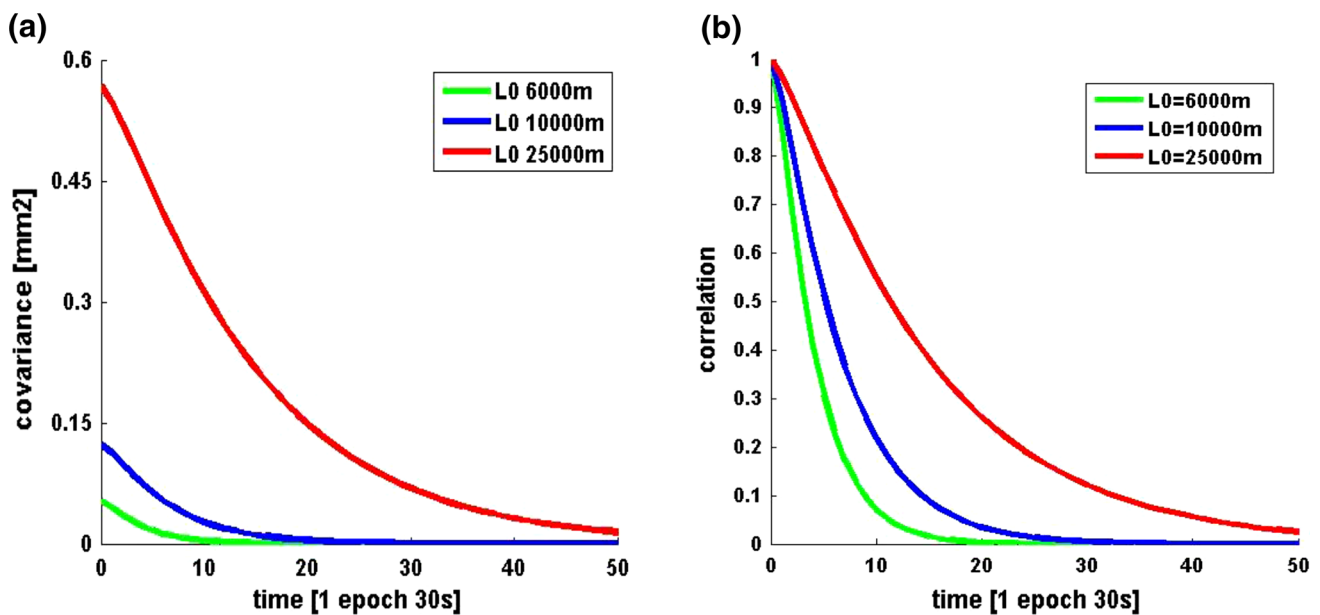 (a)
0.6
0.45
0.3
0.15
0
covariance [mm2]
L0 6000m
L0 10000m
L0 25000m
0 10 20 30 40 50
time [1 epoch 30s]
(b)
1
0.9
0.8
0.7
0.6
0.5
0.4
0.3
0.2
0.1
0
correlation
L0=6000m
L0=10000m
L0=25000m
0 10 20 30 40 50
time [1 epoch 30s]